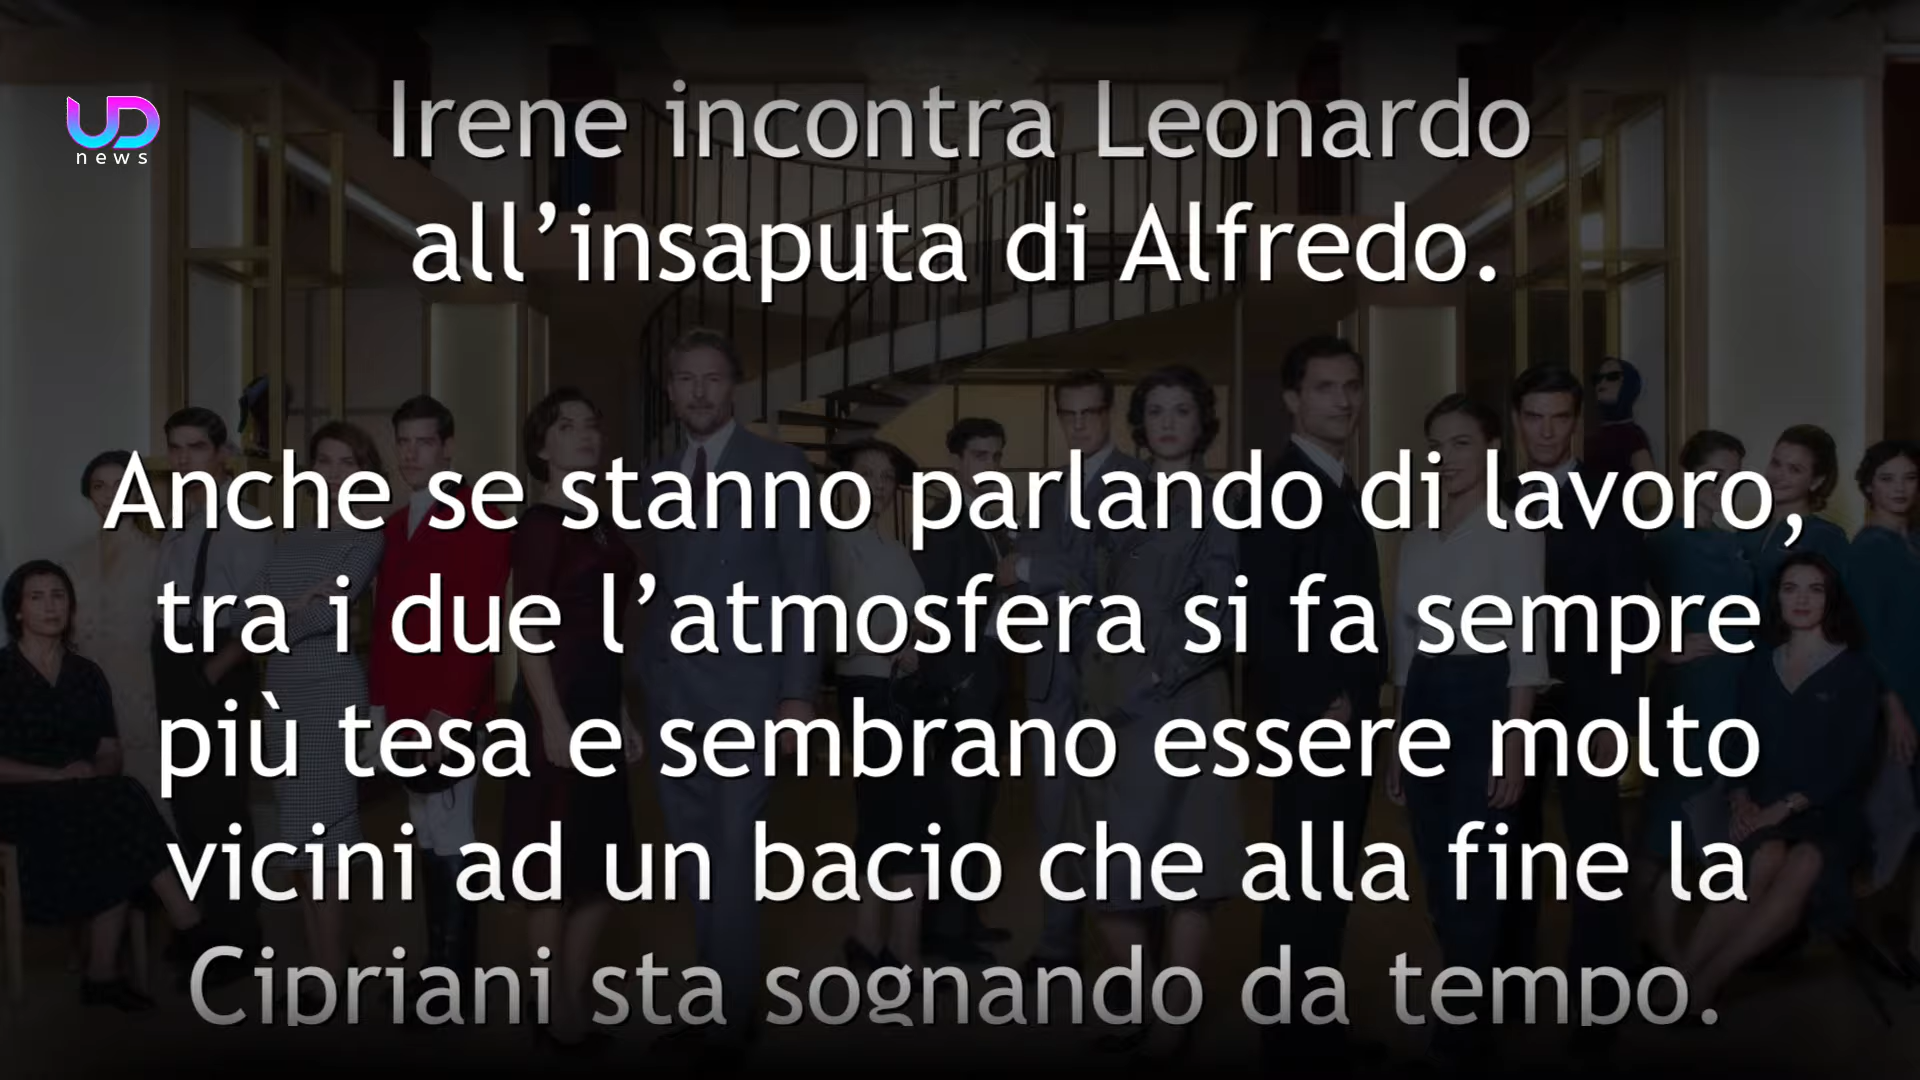 UD
news
Irene incontra Leonardo
all’insaputa di Alfredo.
Anche se stanno parlando di lavoro,
tra i due l’atmosfera si fa sempre
più tesa e sembrano essere molto
vicini ad un bacio che alla fine la
Cipriani sta sognando da tempo.